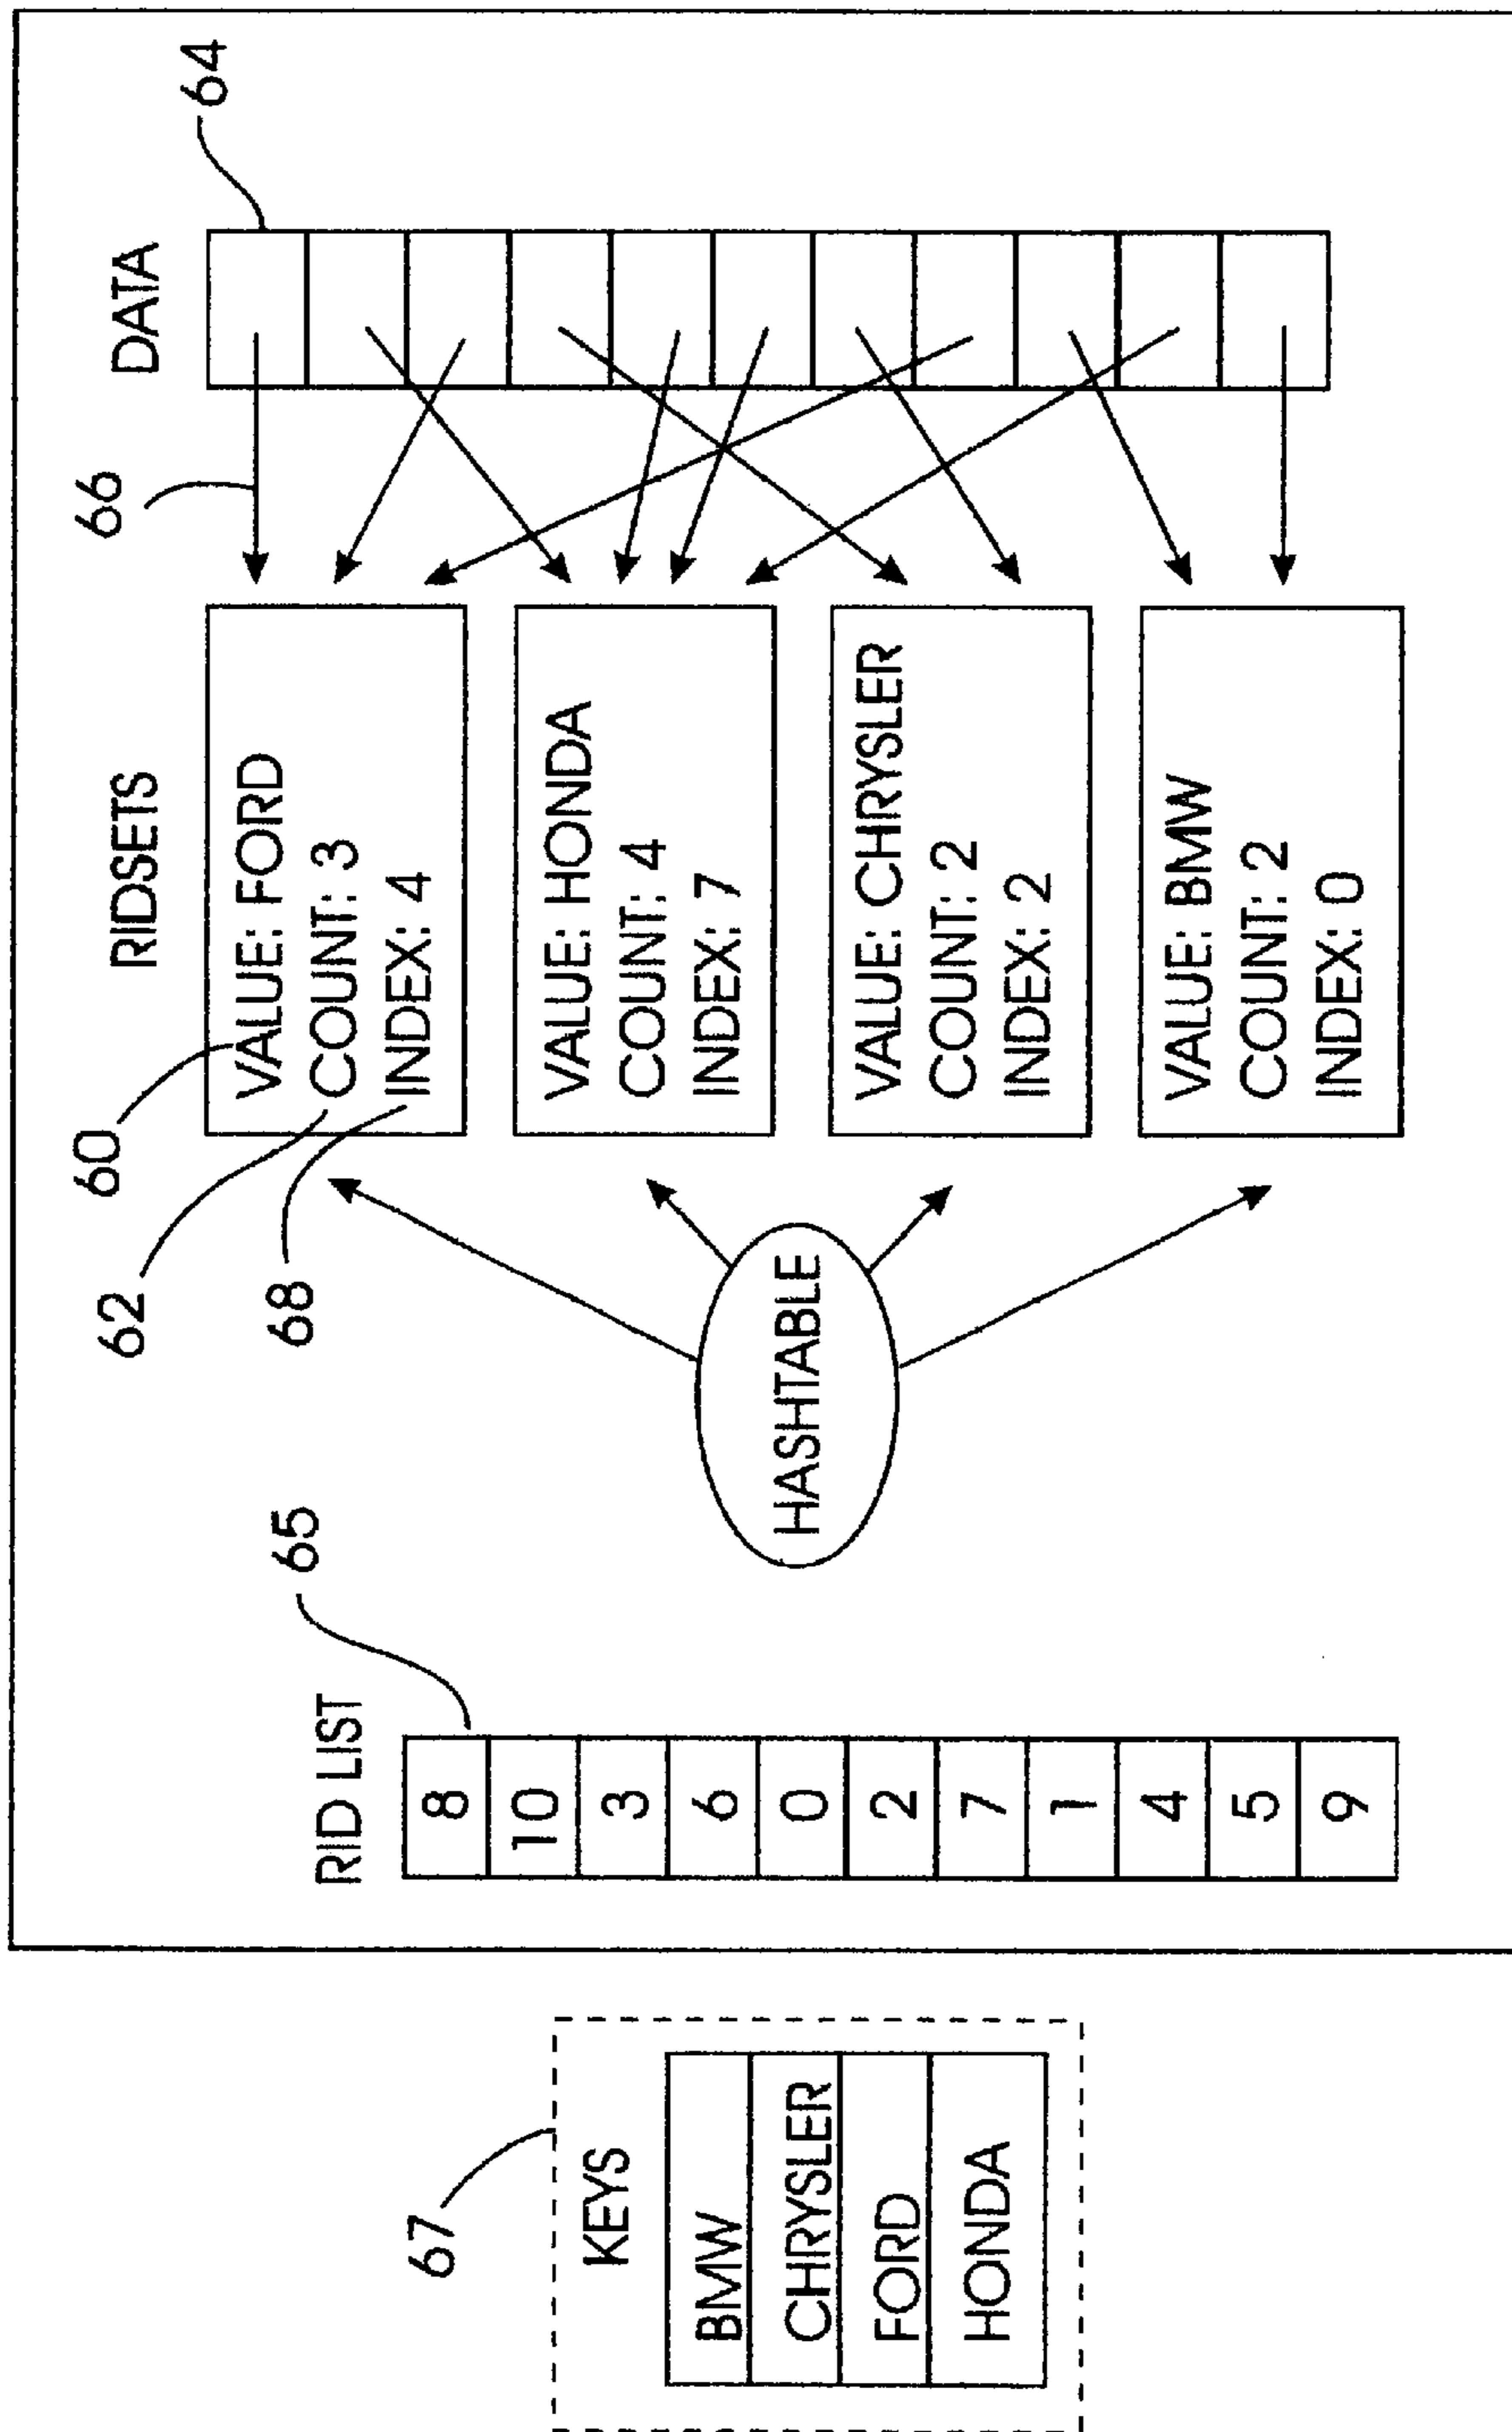 67
KEYS
BMW
CHRYSLER
FORD
HONDA
RID LIST
65
8
10
3
6
0
2
7
1
4
5
9
HASHTABLE
RIDSETS
60
62
68
VALUE: FORD
COUNT: 3
INDEX: 4
VALUE: HONDA
COUNT: 4
INDEX: 7
VALUE: CHRYSLER
COUNT: 2
INDEX: 2
VALUE: BMW
COUNT: 2
INDEX: 0
66
DATA
64